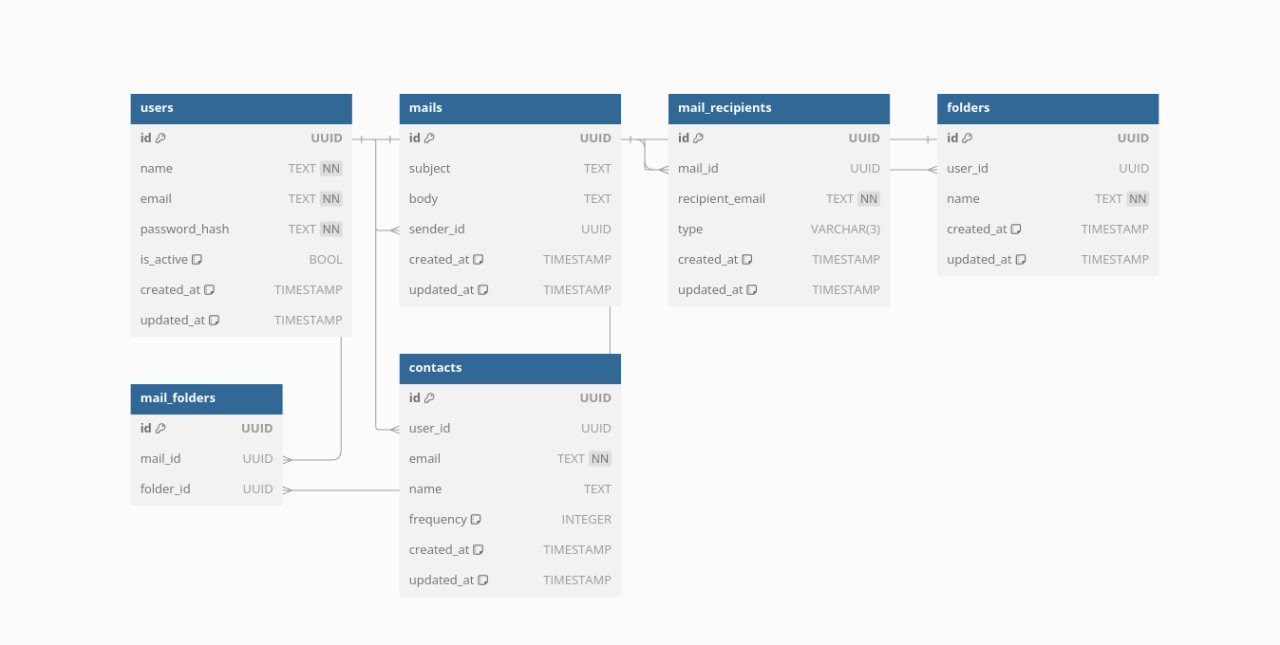 users
id UUID
name TEXT NN
email TEXT NN
password_hash TEXT NN
is_active BOOL
created_at TIMESTAMP
updated_at TIMESTAMP
mails
id UUID
subject TEXT
body TEXT
sender_id UUID
created_at TIMESTAMP
updated_at TIMESTAMP
mail_recipients
id UUID
mail_id UUID
recipient_email TEXT NN
type VARCHAR(3)
created_at TIMESTAMP
updated_at TIMESTAMP
folders
id UUID
user_id UUID
name TEXT NN
created_at TIMESTAMP
updated_at TIMESTAMP
mail_folders
id UUID
mail_id UUID
folder_id UUID
contacts
id UUID
user_id UUID
email TEXT NN
name TEXT
frequency INTEGER
created_at TIMESTAMP
updated_at TIMESTAMP